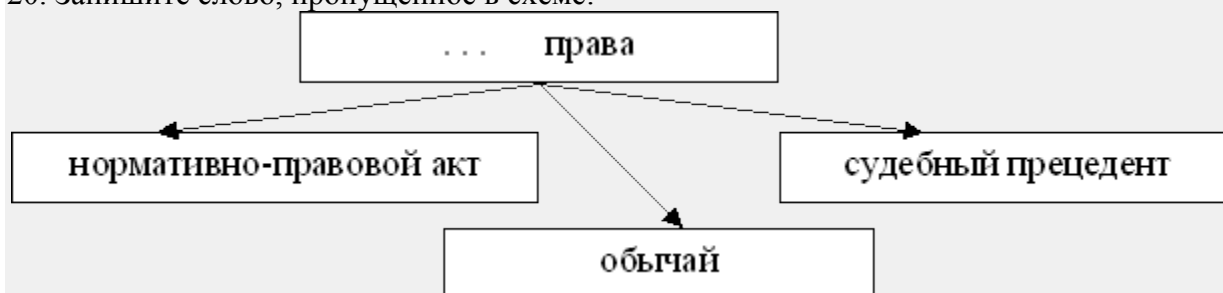 20. Запишите слово, пропущенное в схеме:
... права
нормативно-правовой акт
судебный прецедент
обычай